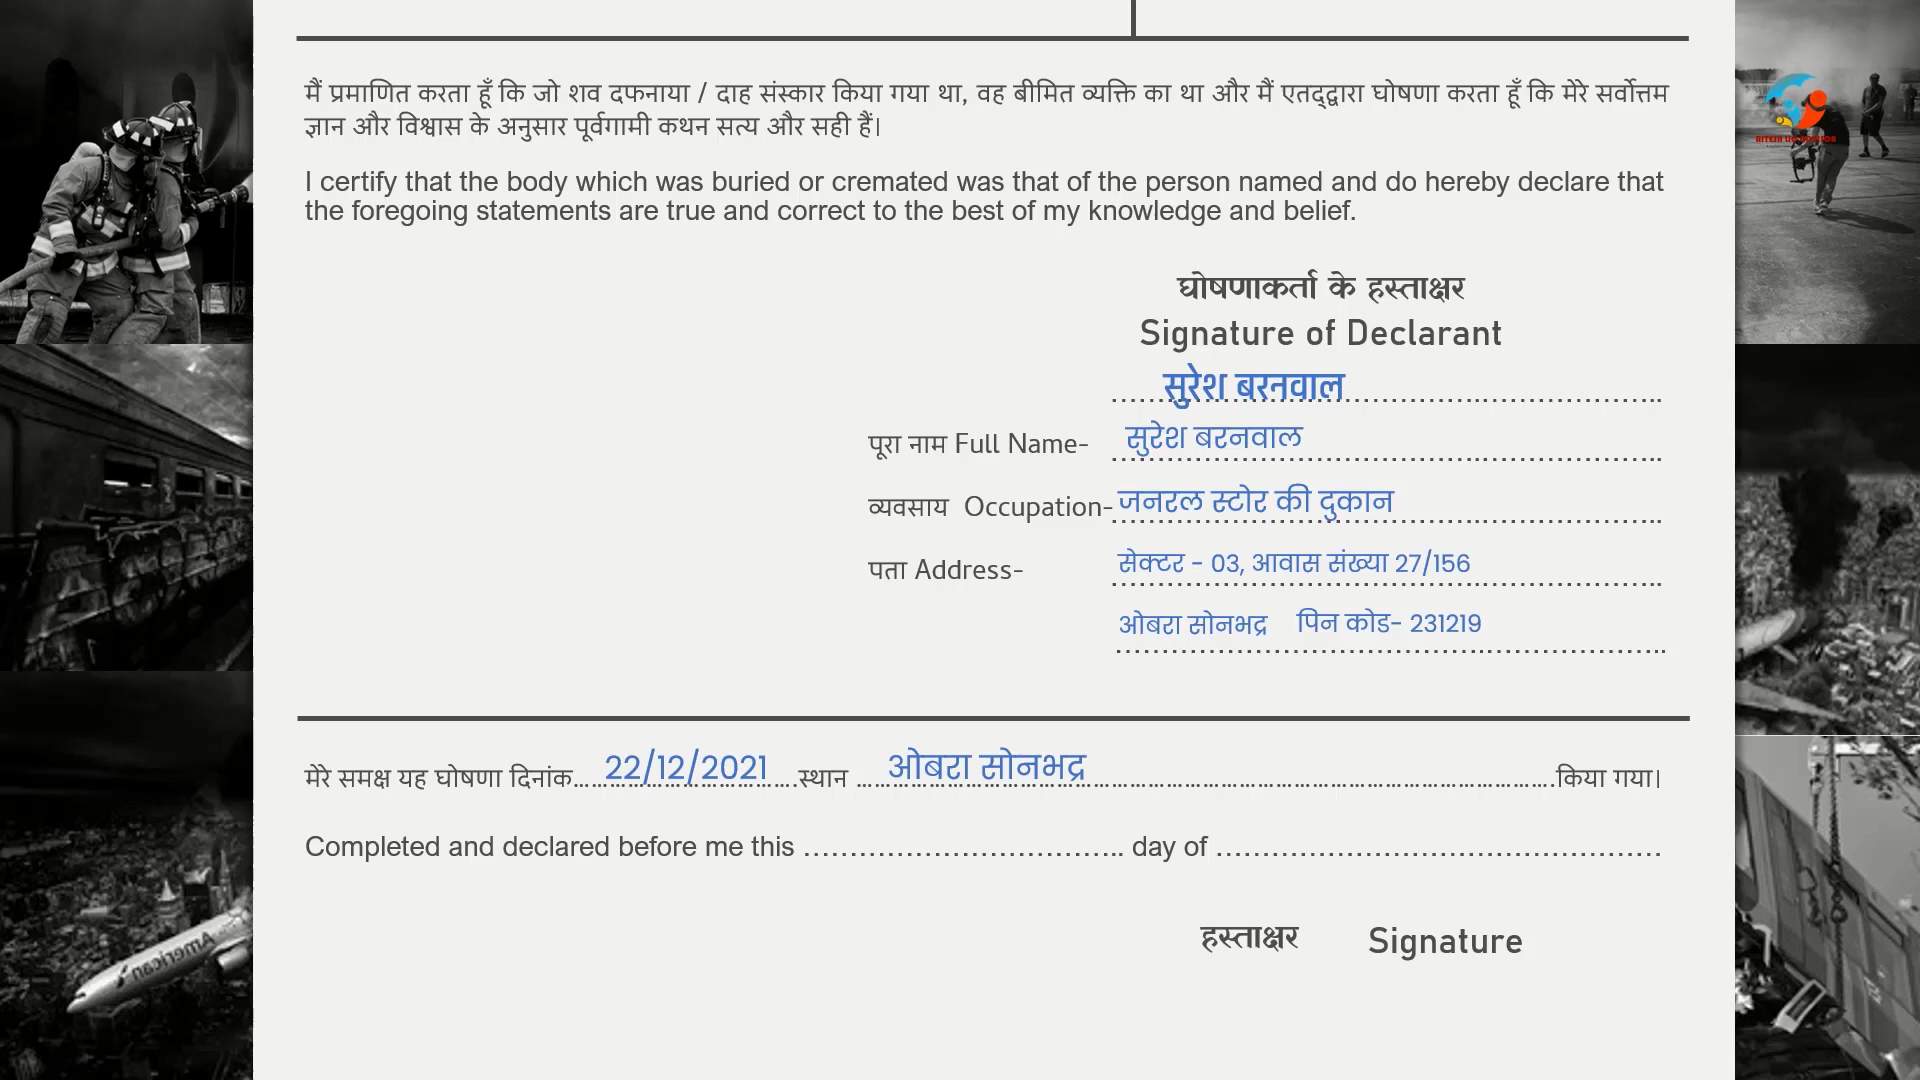 मैं प्रमाणित करता हूँ कि जो शव दफनाया / दाह संस्कार किया गया था, वह बीमित व्यक्ति का था और मैं एतद्द्वारा घोषणा करता हूँ कि मेरे सर्वोत्तम
ज्ञान और विश्वास के अनुसार पूर्वगामी कथन सत्य और सही हैं।
I certify that the body which was buried or cremated was that of the person named and do hereby declare that
the foregoing statements are true and correct to the best of my knowledge and belief.
घोषणाकर्ता के हस्ताक्षर
Signature of Declarant
सुरेश बरनवाल
पूरा नाम Full Name- सुरेश बरनवाल
व्यवसाय Occupation- जनरल स्टोर की दुकान
पता Address- सेक्टर - 03, आवास संख्या 27/156
ओबरा सोनभद्र पिन कोड- 231219
मेरे समक्ष यह घोषणा दिनांक 22/12/2021 स्थान ओबरा सोनभद्र किया गया।
Completed and declared before me this ................................... day of ................................................
हस्ताक्षर Signature
American